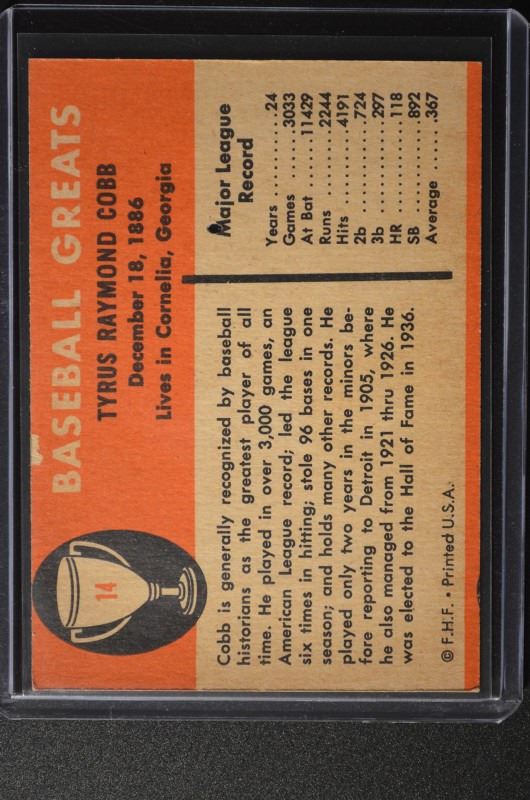 BASEBALL GREATS
TYRUS RAYMOND COBB
December 18, 1886
Lives in Cornelia, Georgia
14
Cobb is generally recognized by baseball
historians as the greatest player of all
time. He played in over 3,000 games, an
American League record; led the league
six times in hitting; stole 96 bases in one
season; and holds many other records. He
played only two years in the minors be-
fore reporting to Detroit in 1905, where
he also managed from 1921 thru 1926. He
was elected to the Hall of Fame in 1936.
Major League
Record
Years ........ 24
Games ........ 3033
At Bat ...... 11429
Runs ........ 2244
Hits ........ 4191
2b .......... 724
3b .......... 297
HR .......... 118
SB .......... 892
Average ..... .367
© F.H.F. • Printed U.S.A.